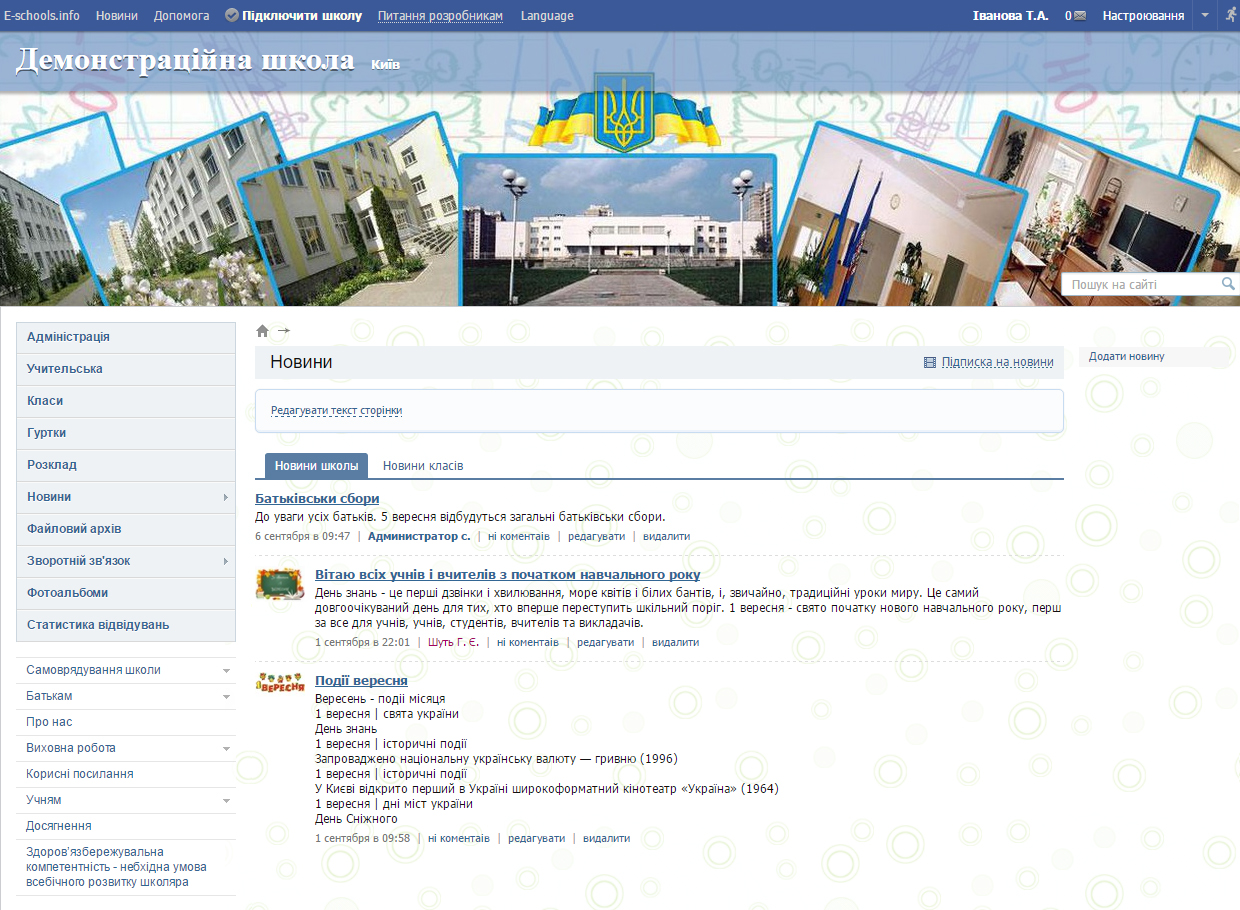 E-schools.info Новини Допомога Підключити школу Питання розробникам Language Іванова Т.А. 0 Настроювання
Демонстраційна школа Київ
Пошук на сайті
Адміністрація
Учительська
Класи
Гуртки
Розклад
Новини
Файловий архів
Зворотній зв'язок
Фотоальбоми
Статистика відвідувань
Самоврядування школи
Батькам
Про нас
Виховна робота
Корисні посилання
Учням
Досягнення
Здоров'язбережувальна
компетентність - небхідна умова
всебічного розвитку школяра
Новини Підписка на новини
Додати новину
Редагувати текст сторінки
Новини школы Новини класів
Батьківськи сбори
До уваги усіх батьків. 5 вересня відбудуться загальні батьківськи сбори.
6 сентября в 09:47 | Администратор с. | ні коментаів | редагувати | видалити
Вітаю всіх учнів і вчителів з початком навчального року
День знань - це перші дзвінки і хвилювання, море квітів і білих бантів, і, звичайно, традиційні уроки миру. Це самий
довгоочікуваний день для тих, хто вперше переступить шкільний поріг. 1 вересня - свято початку нового навчального року, перш
за все для учнів, учнів, студентів, вчителів та викладачів.
1 сентября в 22:01 | Шуть Г. Є. | ні коментаів | редагувати | видалити
ВЕРЕСНЯ
Події вересня
Вересень - подіі місяця
1 вересня | свята україни
День знань
1 вересня | історичні події
Запроваджено національну українську валюту — гривню (1996)
1 вересня | історичні події
У Києві відкрито перший в Україні широкоформатний кінотеатр «Україна» (1964)
1 вересня | дні міст україни
День Сніжного
1 сентября в 09:58 | ні коментаів | редагувати | видалити